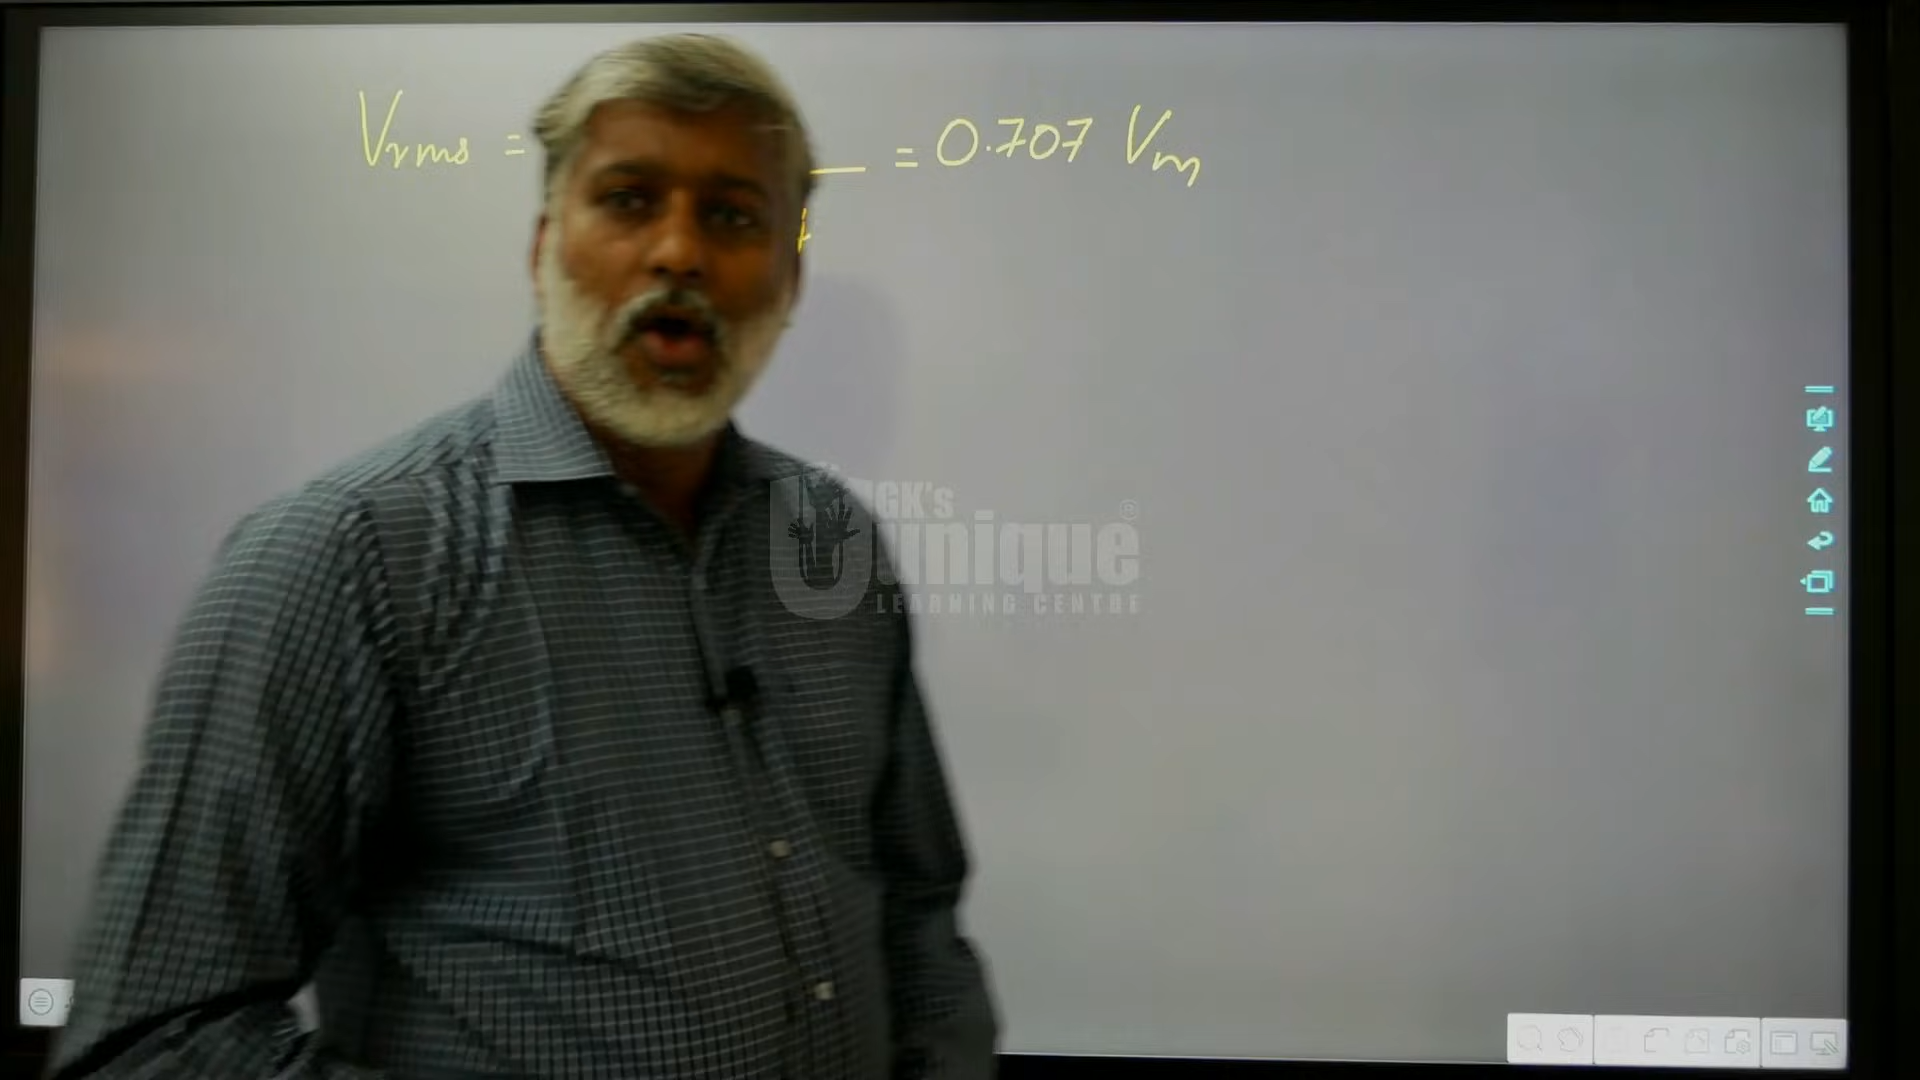 Vrms = = 0.707 Vm
GK's
unique®
LEARNING CENTRE